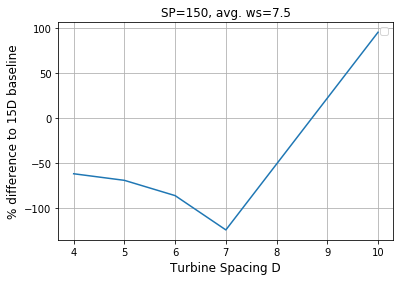 SP=150, avg. ws=7.5
% difference to 15D baseline
100
50
0
−50
−100
4 5 6 7 8 9 10
Turbine Spacing D